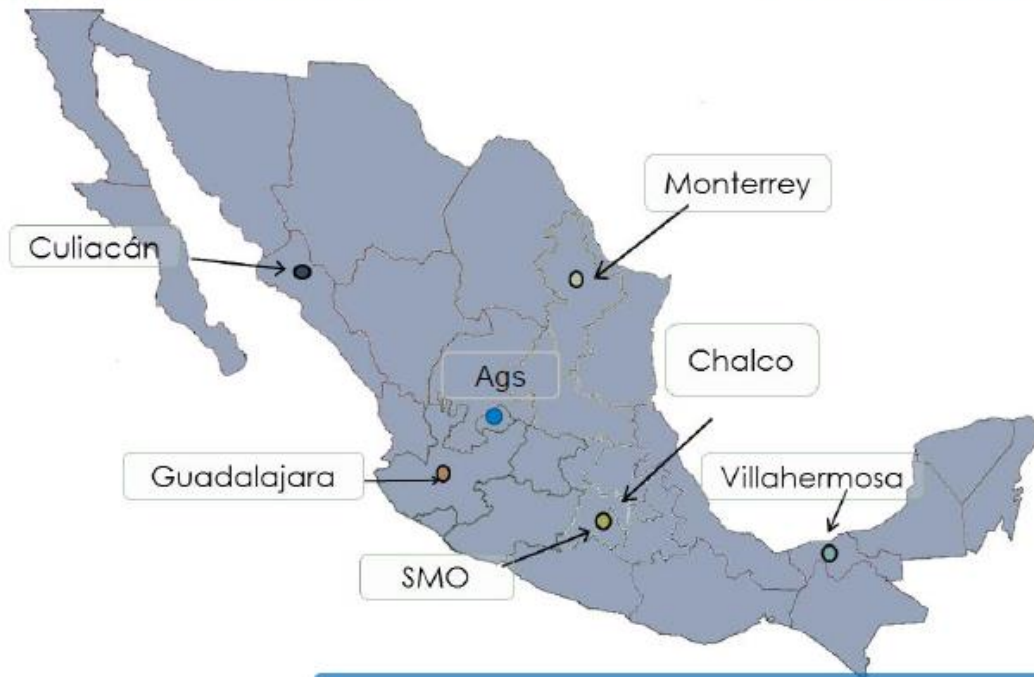 Monterrey
Culiacán
Chalco
Ags
Guadalajara
Villahermosa
SMO